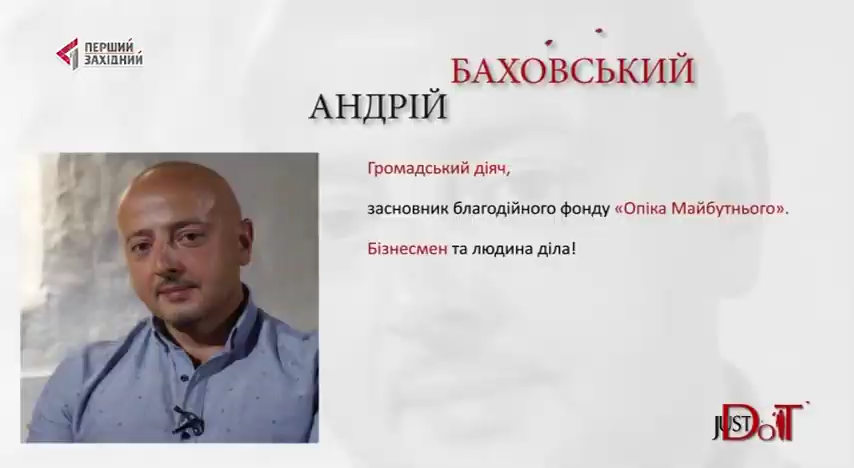 ПЕРШИЙ
ЗАХІДНИЙ
БАХОВСЬКИЙ
АНДРІЙ
Громадський діяч,
засновник благодійного фонду «Опіка Майбутнього».
Бізнесмен та людина діла!
JUST DoIT